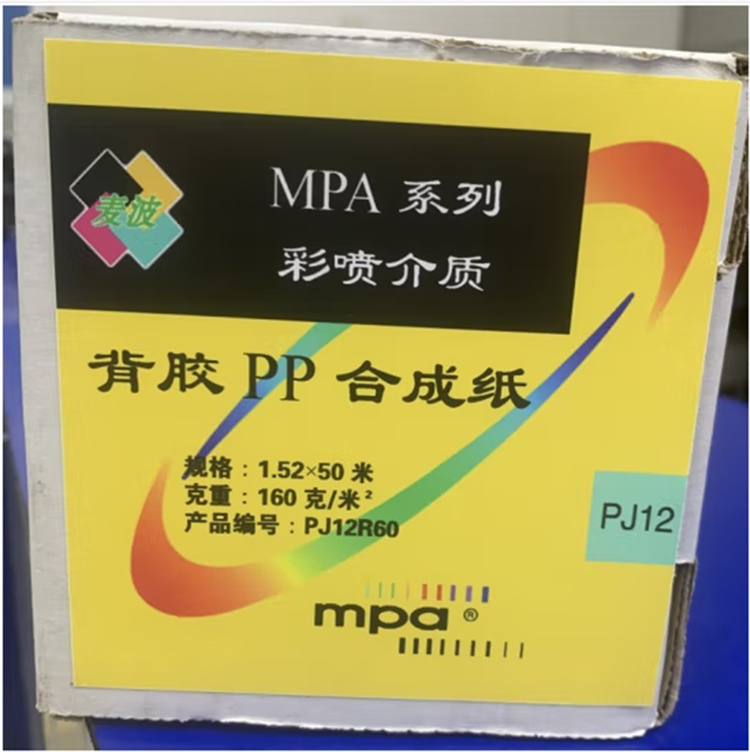 麦波
MPA 系列
彩喷介质
背胶 PP 合成纸
规格：1.52×50 米
克重：160 克/米²
产品编号：PJ12R60
PJ12
mpa®